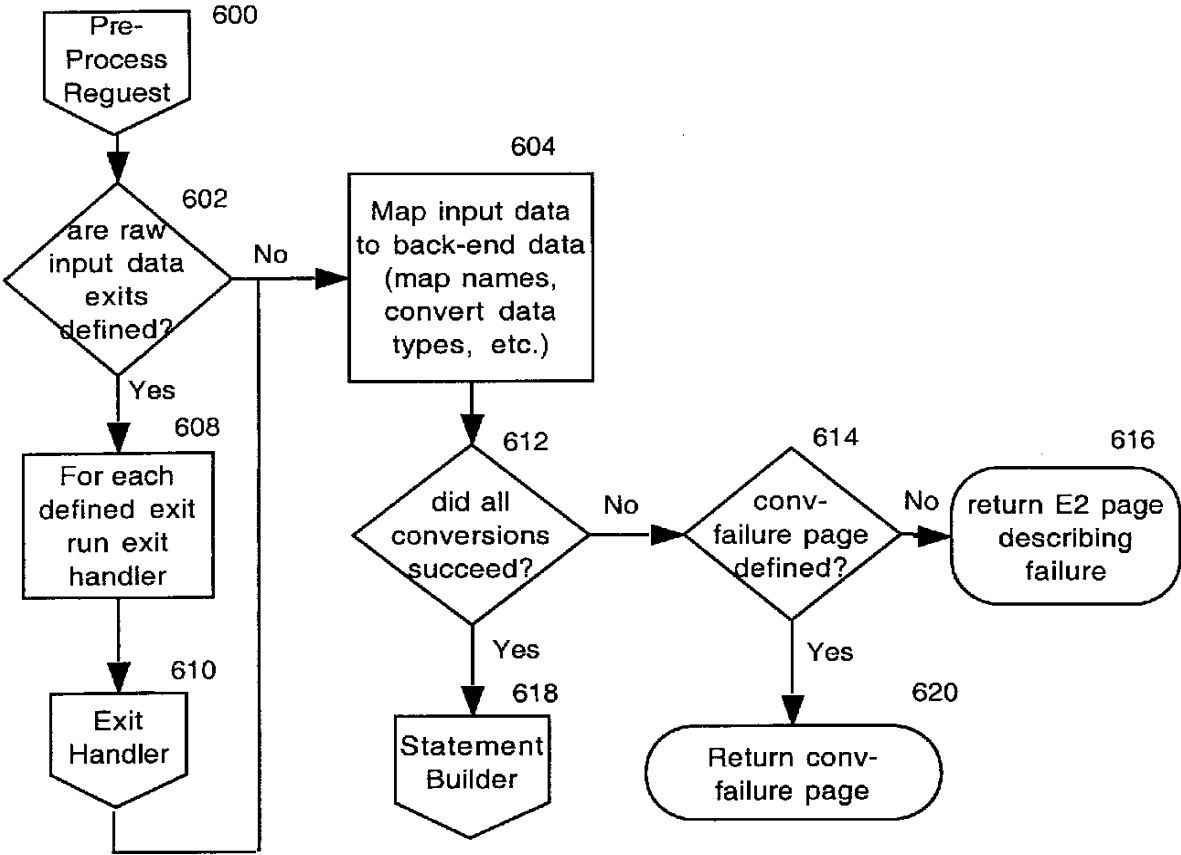 600
Pre-
Process
Reguest
602
are raw
input data
exits
defined?
No
Yes
604
Map input data
to back-end data
(map names,
convert data
types, etc.)
608
For each
defined exit
run exit
handler
610
Exit
Handler
612
did all
conversions
succeed?
No
Yes
614
conv-
failure page
defined?
No
Yes
616
return E2 page
describing
failure
618
Statement
Builder
620
Return conv-
failure page